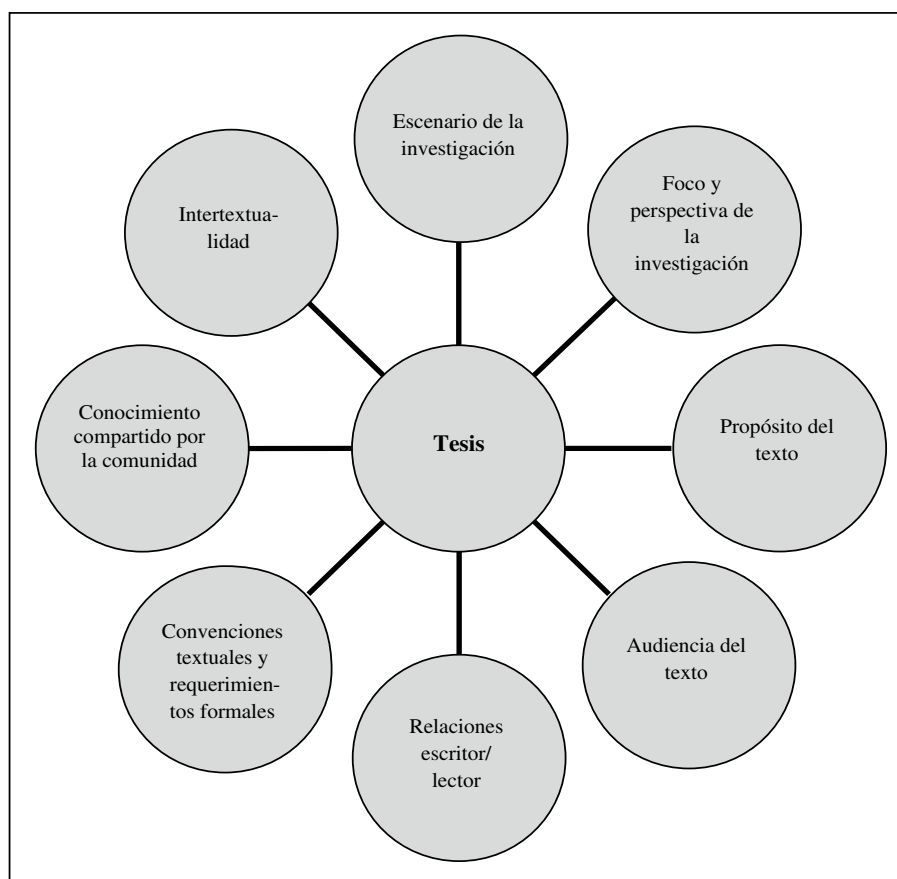 Escenario de la
investigación
Foco y
perspectiva de
la
investigación
Intertextua-
lidad
Conocimiento
compartido por
la comunidad
Tesis
Propósito del
texto
Convenciones
textuales y
requerimien-
tos formales
Audiencia del
texto
Relaciones
escritor/
lector